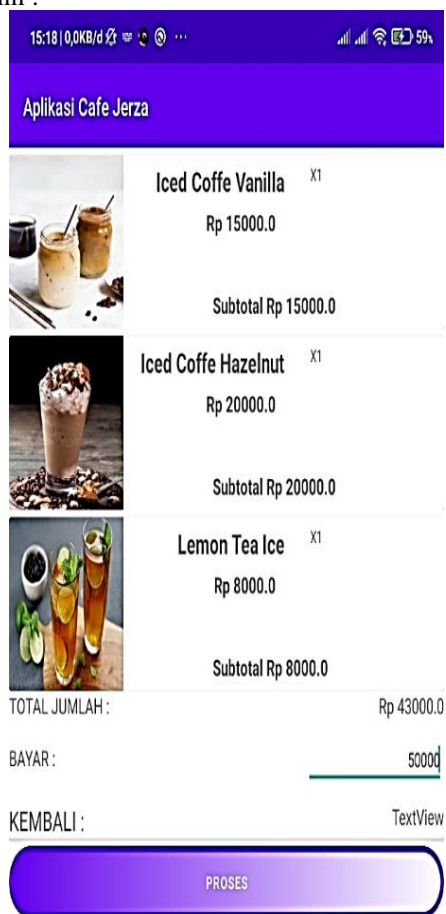 15:18 | 0,0KB/d
59%
Aplikasi Cafe Jerza
Iced Coffe Vanilla X1
Rp 15000.0
Subtotal Rp 15000.0
Iced Coffe Hazelnut X1
Rp 20000.0
Subtotal Rp 20000.0
Lemon Tea Ice X1
Rp 8000.0
Subtotal Rp 8000.0
TOTAL JUMLAH : Rp 43000.0
BAYAR : 50000
KEMBALI : TextView
PROSES